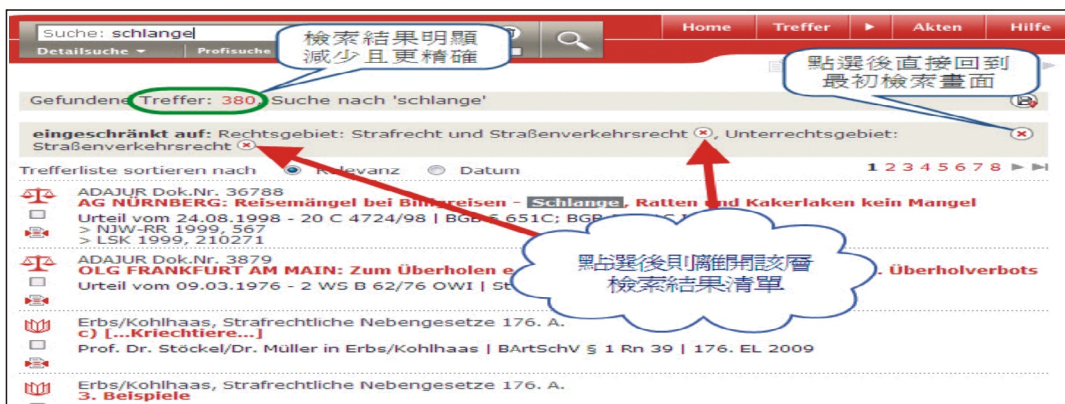 Suche: schlange
Home Treffer Akten Hilfe
Detailsuche Profisuche
檢索結果明顯
減少且更精確
點選後直接回到
最初檢索畫面
Gefundene Treffer: 380, Suche nach 'schlange'
eingeschränkt auf: Rechtsgebiet: Strafrecht und Straßenverkehrsrecht, Unterrechtsgebiet:
Straßenverkehrsrecht
Trefferliste sortieren nach Relevanz Datum
1 2 3 4 5 6 7 8
ADAJUR Dok.Nr. 36788
AG NÜRNBERG: Reisemängel bei Billigreisen - Schlange, Ratten und Kakerlaken kein Mangel
Urteil vom 24.08.1998 - 20 C 4724/98 | BGB § 651C; BGB
> NJW-RR 1999, 567
> LSK 1999, 210271
點選後則離開該層
檢索結果清單
ADAJUR Dok.Nr. 3879
OLG FRANKFURT AM MAIN: Zum Überholen Überholverbots
Urteil vom 09.03.1976 - 2 WS B 62/76 OWI |
Erbs/Kohlhaas, Strafrechtliche Nebengesetze 176. A.
c) [...Kriechtiere...]
Prof. Dr. Stöckel/Dr. Müller in Erbs/Kohlhaas | BArtSchV § 1 Rn 39 | 176. EL 2009
Erbs/Kohlhaas, Strafrechtliche Nebengesetze 176. A.
3. Beispiele